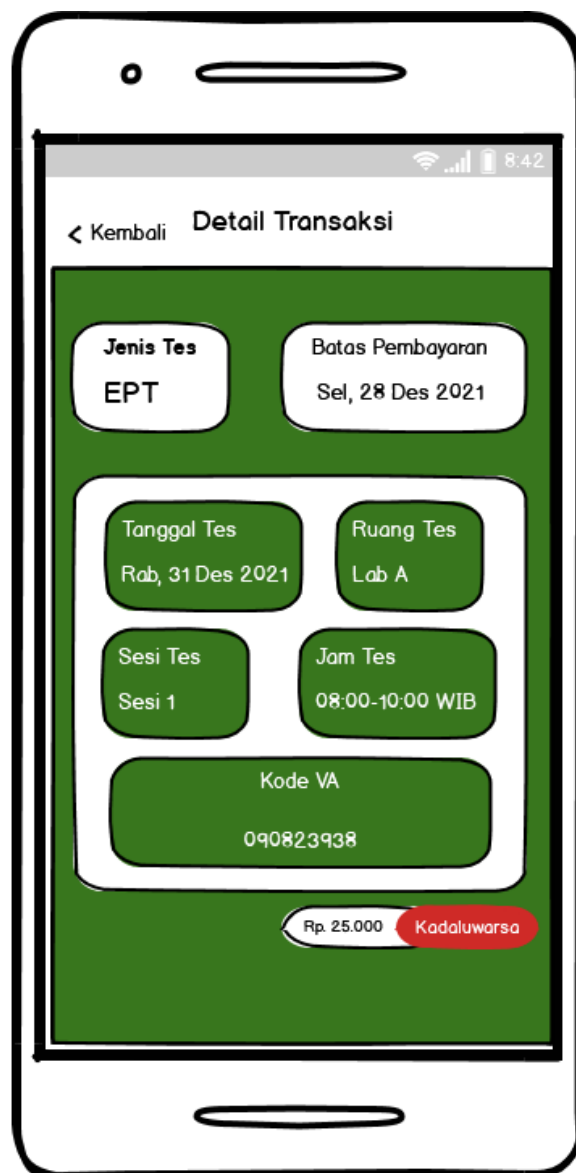 8:42
< Kembali
Detail Transaksi
Jenis Tes
EPT
Batas Pembayaran
Sel, 28 Des 2021
Tanggal Tes
Rab, 31 Des 2021
Ruang Tes
Lab A
Sesi Tes
Sesi 1
Jam Tes
08:00-10:00 WIB
Kode VA
090823938
Rp. 25.000
Kadaluwarsa